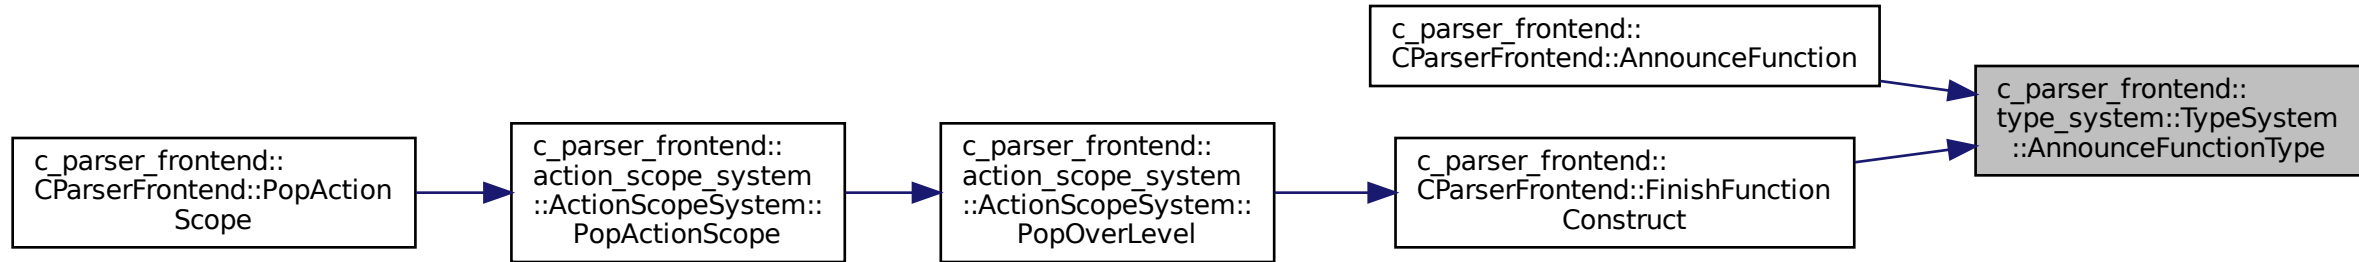 c_parser_frontend::
CParserFrontend::PopAction
Scope
c_parser_frontend::
action_scope_system
::ActionScopeSystem::
PopActionScope
c_parser_frontend::
action_scope_system
::ActionScopeSystem::
PopOverLevel
c_parser_frontend::
CParserFrontend::AnnounceFunction
c_parser_frontend::
CParserFrontend::FinishFunction
Construct
c_parser_frontend::
type_system::TypeSystem
::AnnounceFunctionType